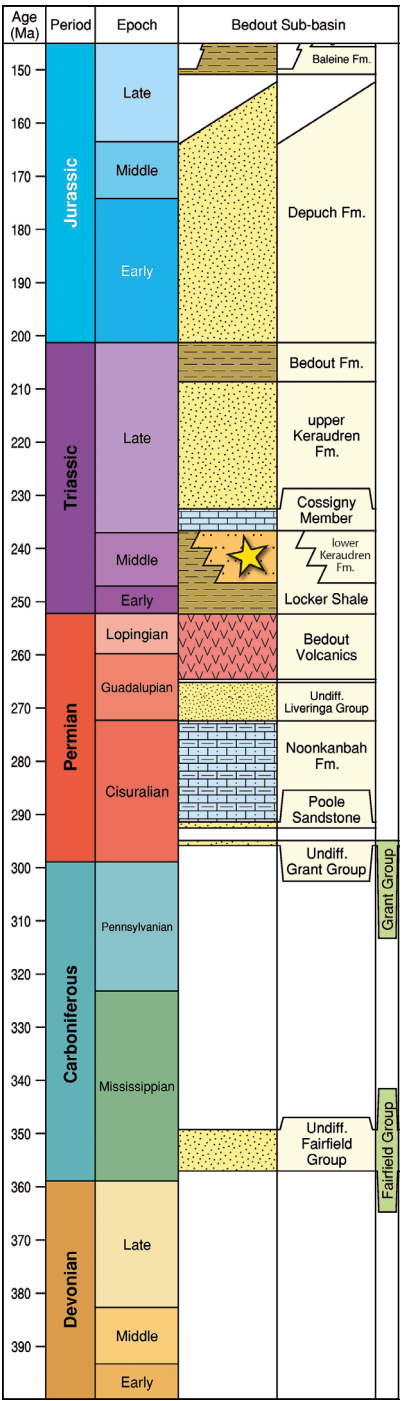 Age
(Ma)
Period
Epoch
Bedout Sub-basin
150
160
170
180
190
200
210
220
230
240
250
260
270
280
290
300
310
320
330
340
350
360
370
380
390
Jurassic
Triassic
Permian
Carboniferous
Devonian
Late
Middle
Early
Late
Middle
Early
Lopingian
Guadalupian
Cisuralian
Pennsylvanian
Mississippian
Late
Middle
Early
Baleine Fm.
Depuch Fm.
Bedout Fm.
upper
Keraudren
Fm.
Cossigny
Member
lower
Keraudren
Fm.
Locker Shale
Bedout
Volcanics
Undiff.
Liveringa Group
Noonkanbah
Fm.
Poole
Sandstone
Undiff.
Grant Group
Undiff.
Fairfield
Group
Grant Group
Fairfield Group